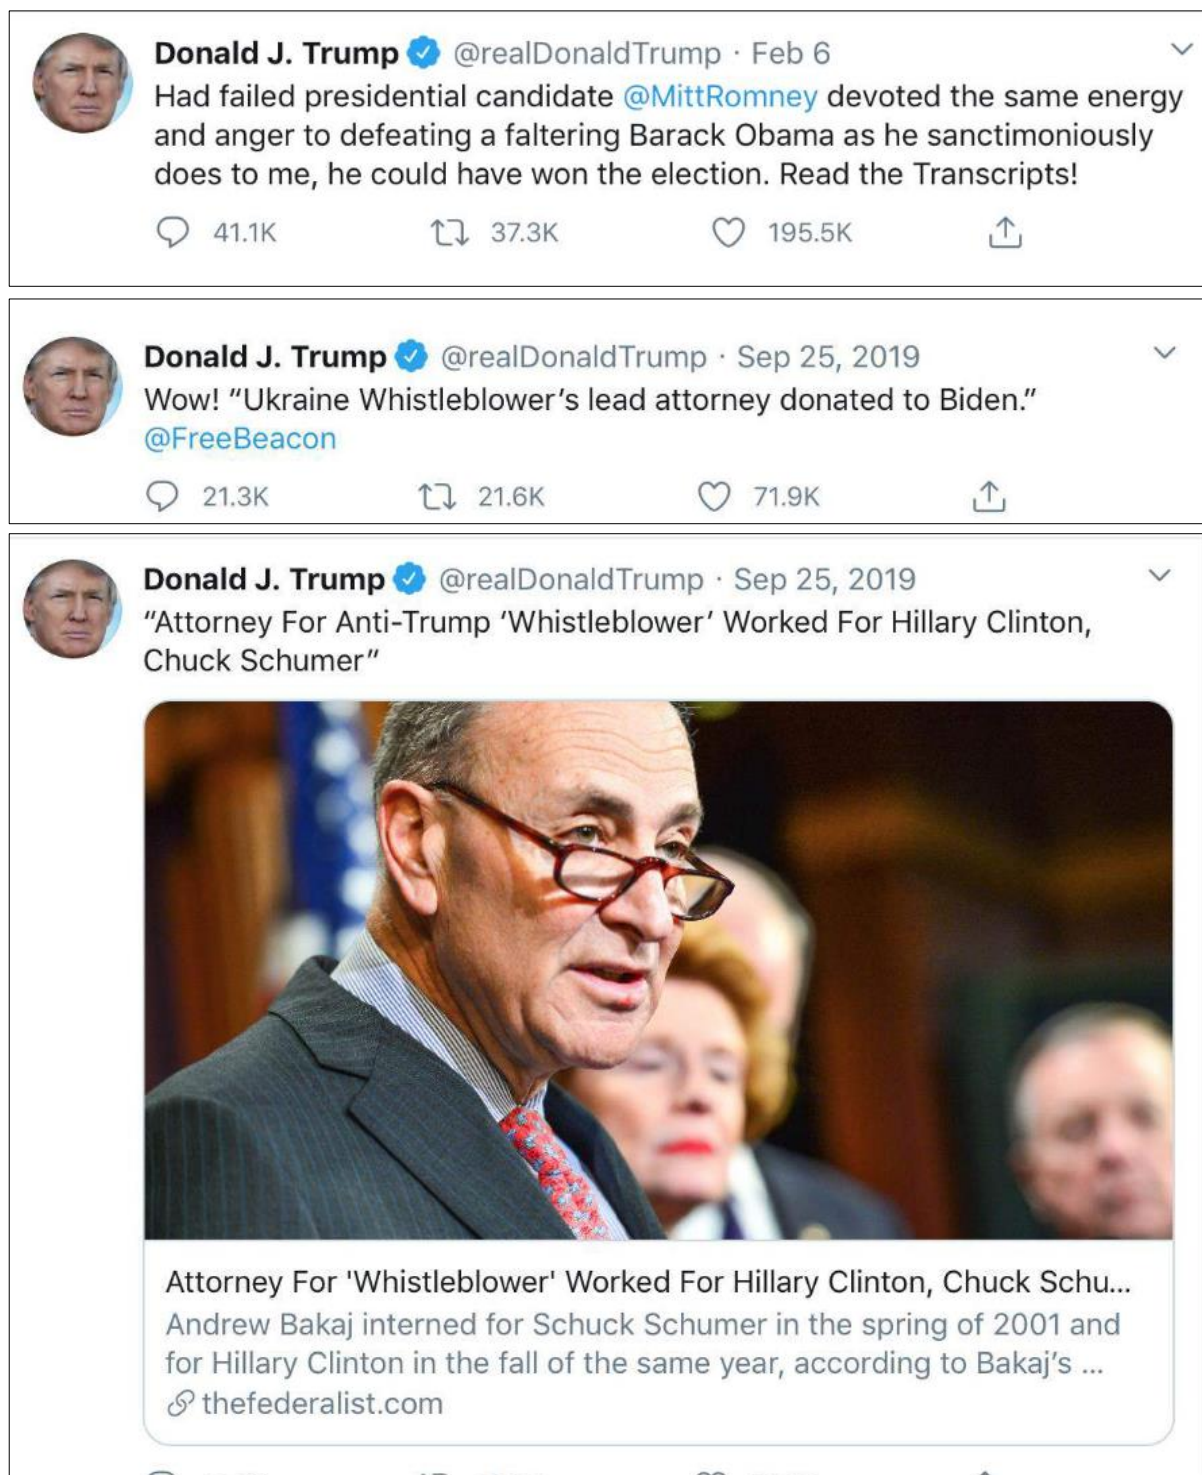 Donald J. Trump @realDonaldTrump · Feb 6
Had failed presidential candidate @MittRomney devoted the same energy
and anger to defeating a faltering Barack Obama as he sanctimoniously
does to me, he could have won the election. Read the Transcripts!
41.1K 37.3K 195.5K
Donald J. Trump @realDonaldTrump · Sep 25, 2019
Wow! “Ukraine Whistleblower’s lead attorney donated to Biden.”
@FreeBeacon
21.3K 21.6K 71.9K
Donald J. Trump @realDonaldTrump · Sep 25, 2019
“Attorney For Anti-Trump ‘Whistleblower’ Worked For Hillary Clinton,
Chuck Schumer”
Attorney For 'Whistleblower' Worked For Hillary Clinton, Chuck Schu...
Andrew Bakaj interned for Schuck Schumer in the spring of 2001 and
for Hillary Clinton in the fall of the same year, according to Bakaj’s ...
thefederalist.com